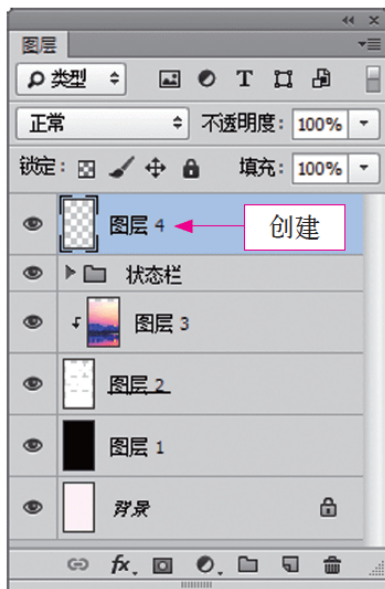 图层
类型
正常 不透明度: 100%
锁定: 填充: 100%
图层 4 创建
状态栏
图层 3
图层 2
图层 1
背景
fx